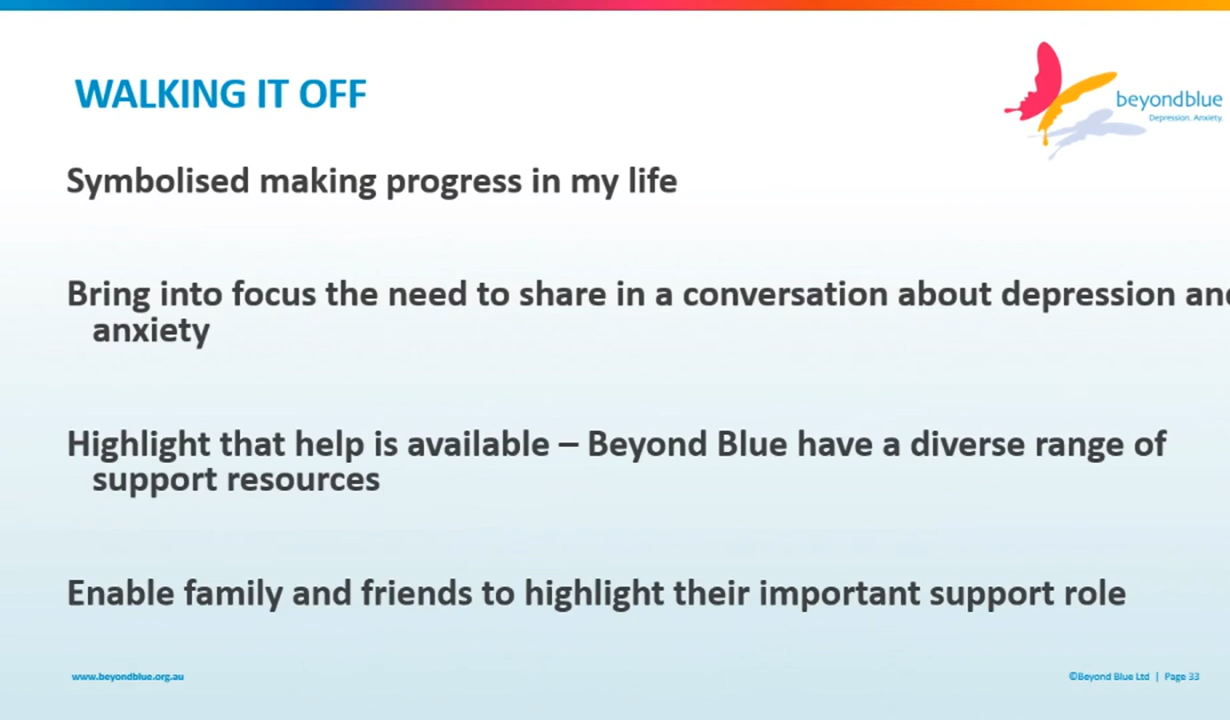 WALKING IT OFF
beyondblue
Depression. Anxiety.
Symbolised making progress in my life
Bring into focus the need to share in a conversation about depression and
anxiety
Highlight that help is available – Beyond Blue have a diverse range of
support resources
Enable family and friends to highlight their important support role
www.beyondblue.org.au
©Beyond Blue Ltd | Page 33